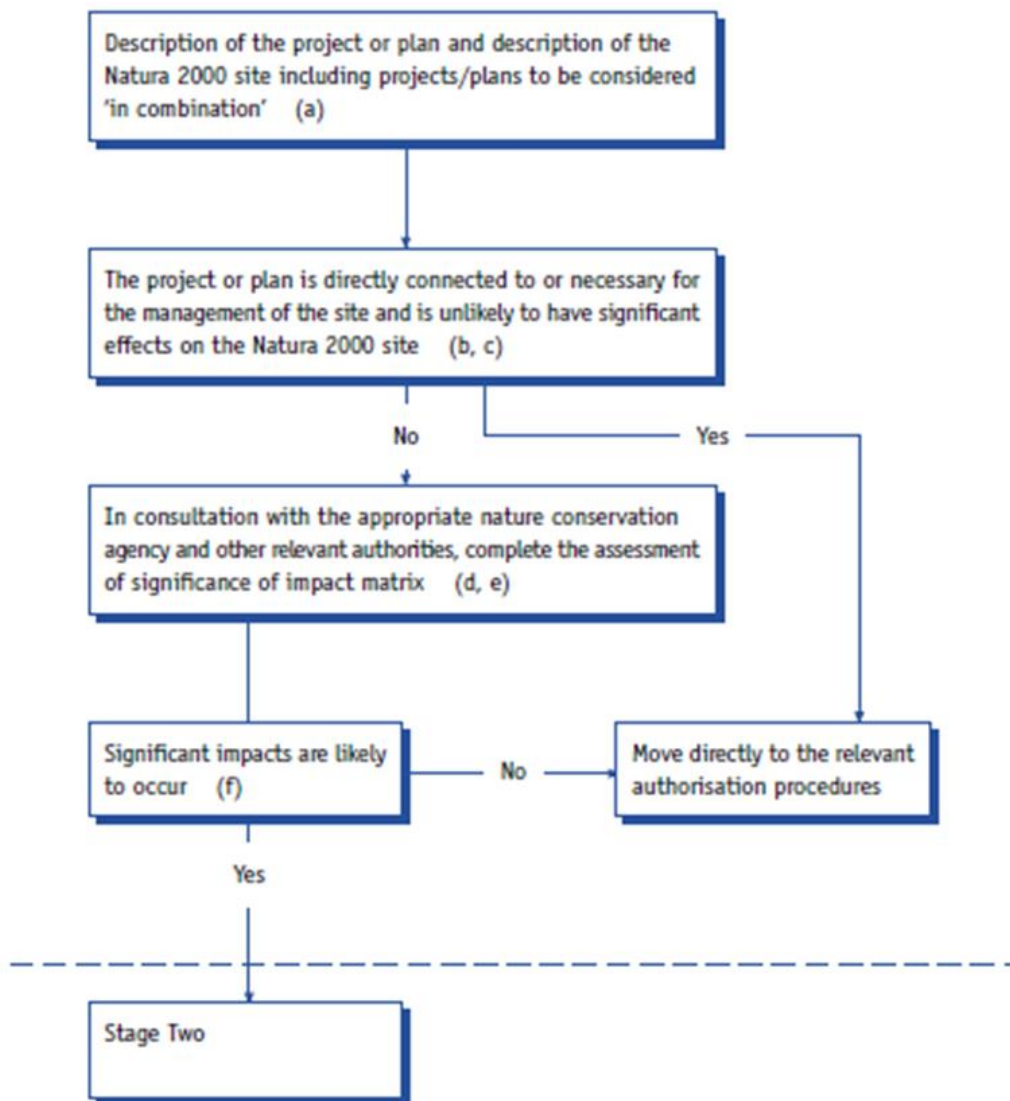 Description of the project or plan and description of the
Natura 2000 site including projects/plans to be considered
‘in combination’ (a)
The project or plan is directly connected to or necessary for
the management of the site and is unlikely to have significant
effects on the Natura 2000 site (b, c)
No
Yes
In consultation with the appropriate nature conservation
agency and other relevant authorities, complete the assessment
of significance of impact matrix (d, e)
Significant impacts are likely
to occur (f)
No
Move directly to the relevant
authorisation procedures
Yes
Stage Two